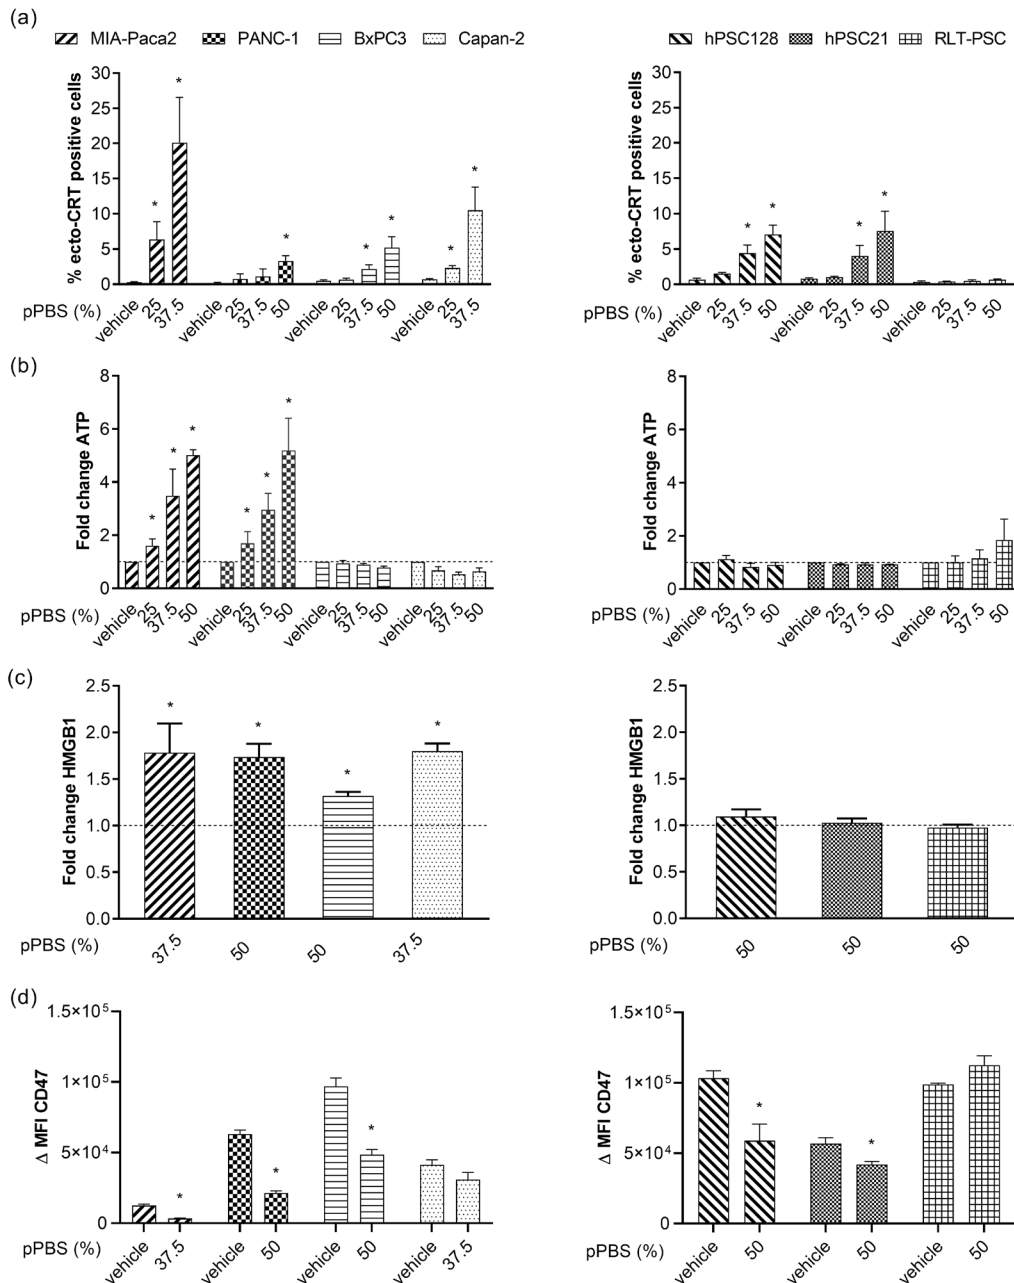 (a)
MIA-Paca2 PANC-1 BxPC3 Capan-2
hPSC128 hPSC21 RLT-PSC
% ecto-CRT positive cells
30
25
20
15
10
5
0
* * * * * * *
pPBS (%)
vehicle 25 37.5 vehicle 25 37.5 50 vehicle 25 37.5 50 vehicle 25 37.5
% ecto-CRT positive cells
30
25
20
15
10
5
0
* * * *
pPBS (%)
vehicle 25 37.5 50 vehicle 25 37.5 50 vehicle 25 37.5 50
(b)
Fold change ATP
8
6
4
2
0
* * * * * *
pPBS (%)
vehicle 25 37.5 50 vehicle 25 37.5 50 vehicle 25 37.5 50 vehicle 25 37.5 50
Fold change ATP
8
6
4
2
0
pPBS (%)
vehicle 25 37.5 50 vehicle 25 37.5 50 vehicle 25 37.5 50
(c)
Fold change HMGB1
2.5
2.0
1.5
1.0
0.5
0.0
* * * *
pPBS (%)
37.5 50 50 37.5
Fold change HMGB1
2.5
2.0
1.5
1.0
0.5
0.0
pPBS (%)
50 50 50
(d)
Δ MFI CD47
1.5×10⁵
1×10⁵
5×10⁴
0
* * *
pPBS (%)
vehicle 37.5 vehicle 50 vehicle 50 vehicle 37.5
Δ MFI CD47
1.5×10⁵
1×10⁵
5×10⁴
0
* *
pPBS (%)
vehicle 50 vehicle 50 vehicle 50